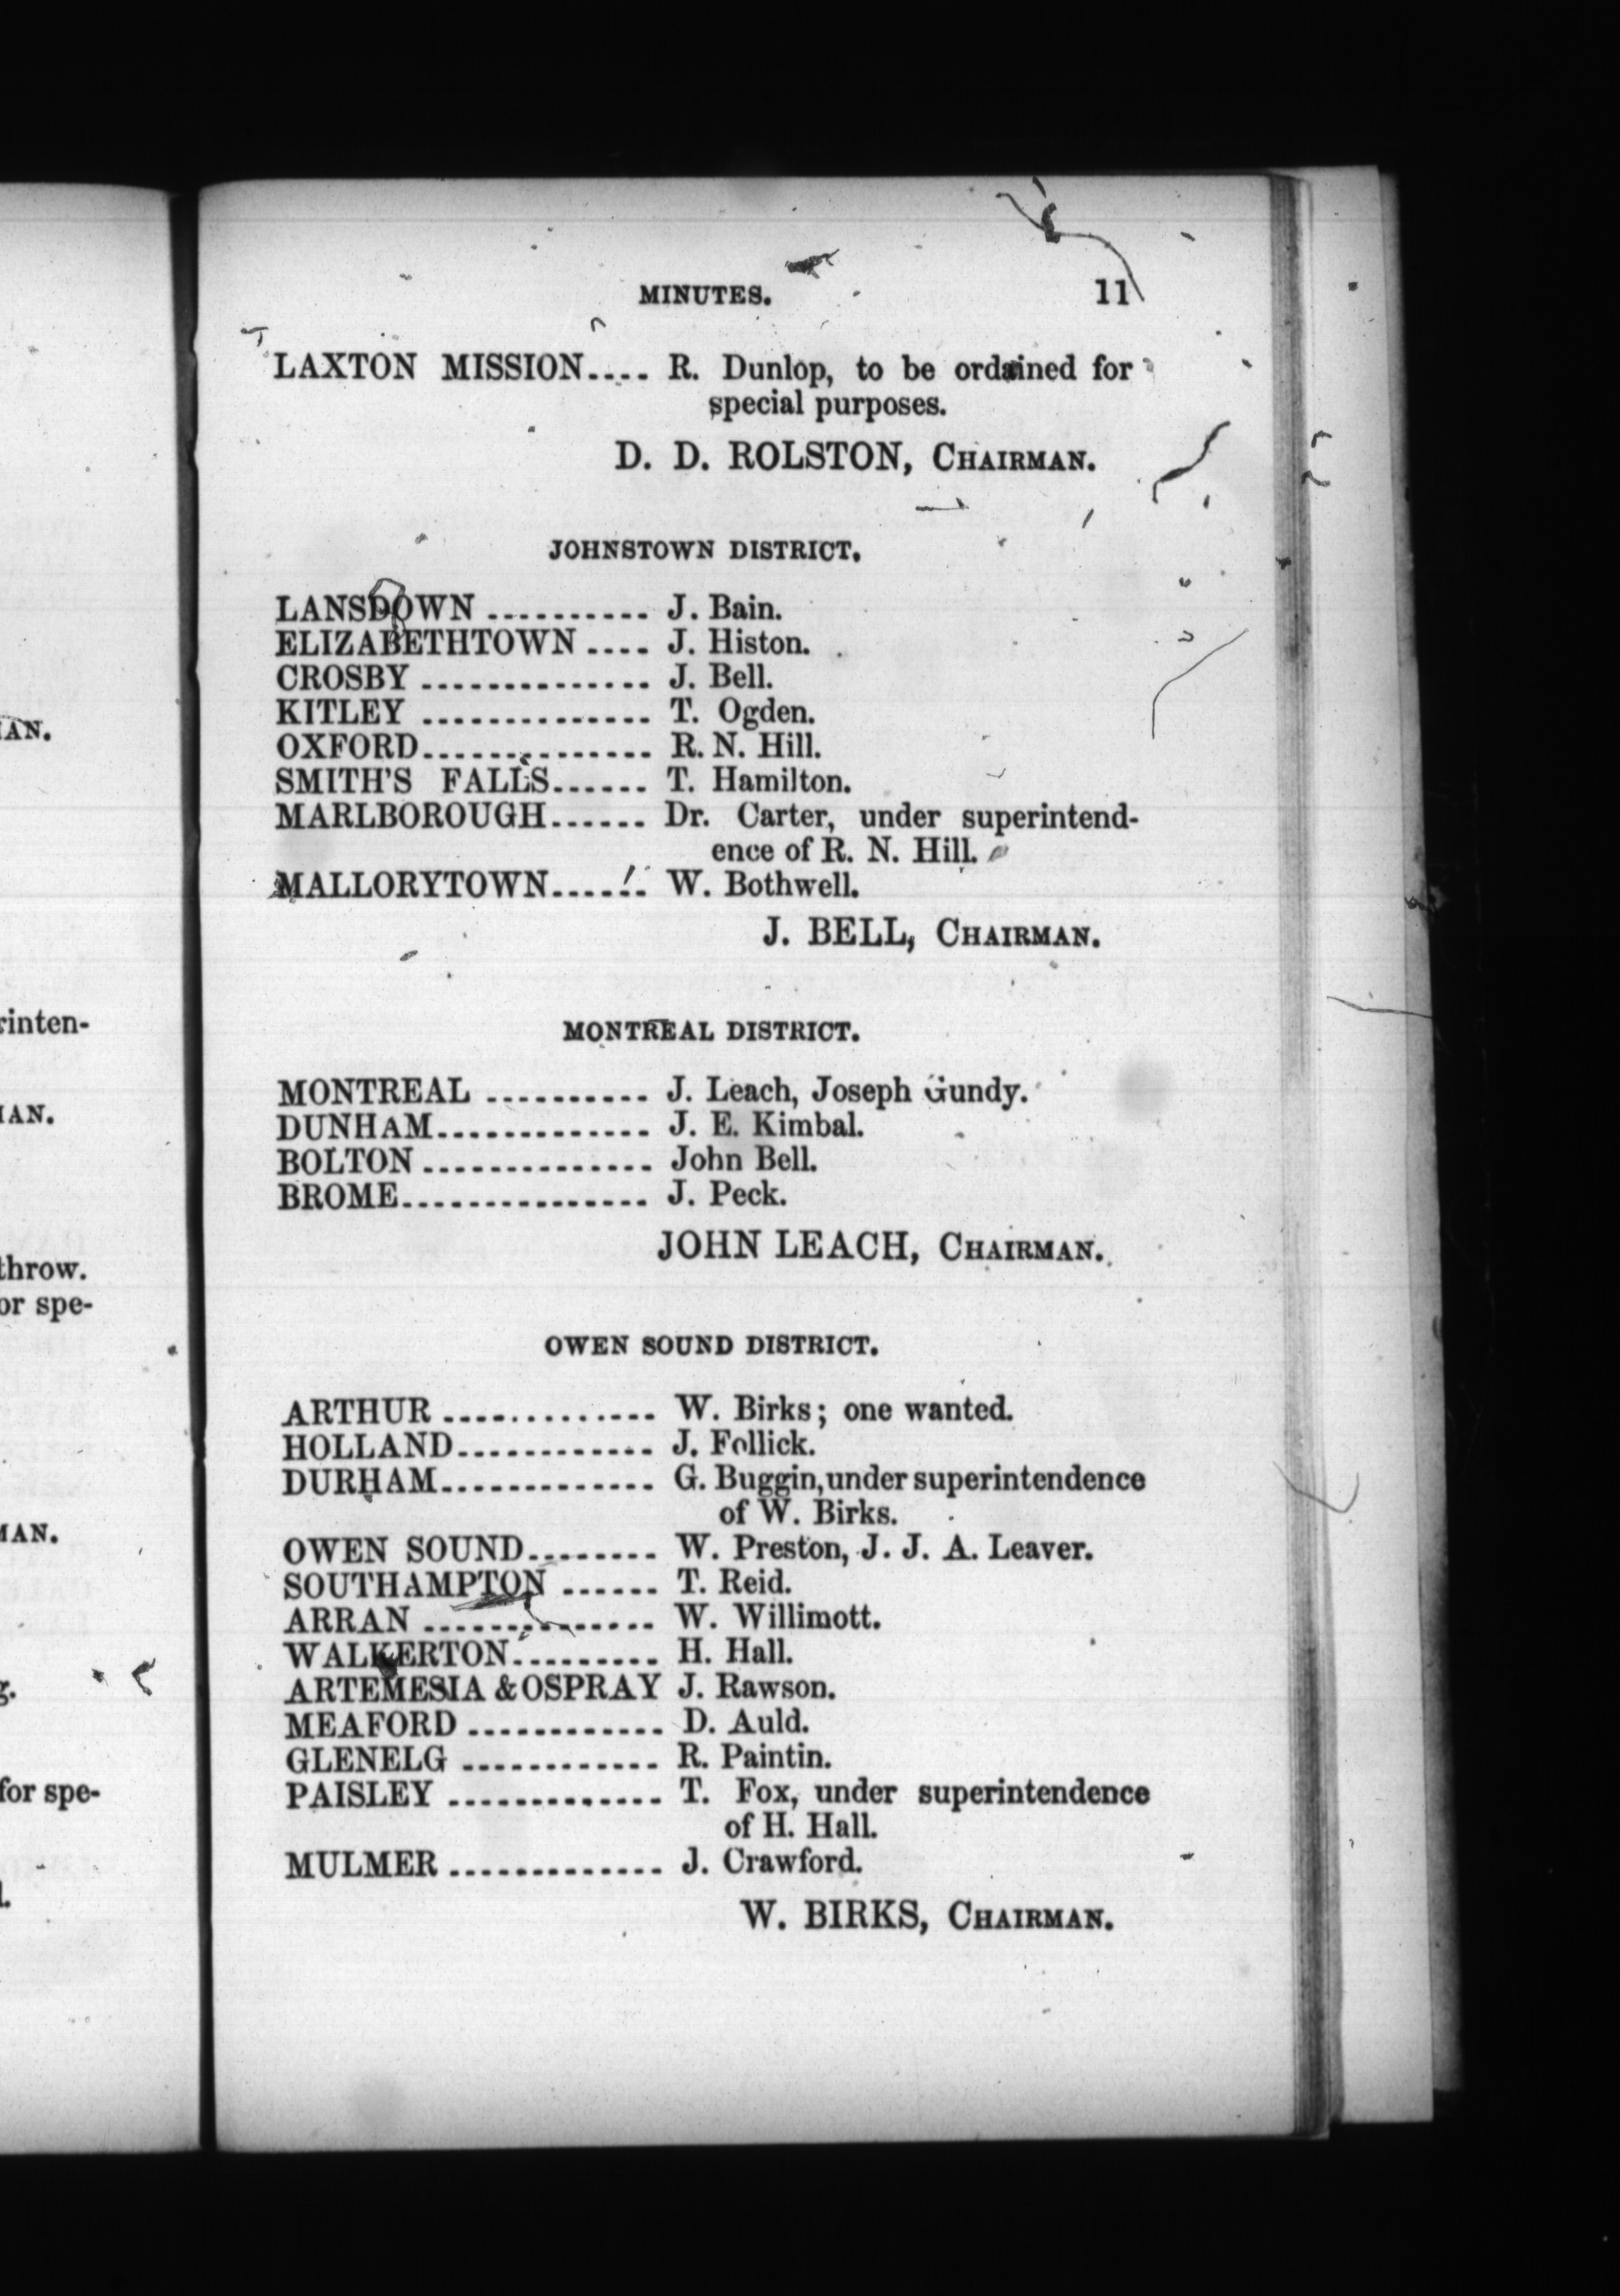 MINUTES. 11
LAXTON MISSION.... R. Dunlop, to be ordained for
special purposes.
D. D. ROLSTON, CHAIRMAN.
JOHNSTOWN DISTRICT.
LANSDOWN .......... J. Bain.
ELIZABETHTOWN .... J. Histon.
CROSBY .............. J. Bell.
KITLEY .............. T. Ogden.
OXFORD.............. R. N. Hill.
SMITH'S FALLS...... T. Hamilton.
MARLBOROUGH...... Dr. Carter, under superintend-
ence of R. N. Hill.
MALLORYTOWN...... W. Bothwell.
J. BELL, CHAIRMAN.
MONTREAL DISTRICT.
MONTREAL .......... J. Leach, Joseph Gundy.
DUNHAM............. J. E. Kimbal.
BOLTON .............. John Bell.
BROME............... J. Peck.
JOHN LEACH, CHAIRMAN.
OWEN SOUND DISTRICT.
ARTHUR ............. W. Birks; one wanted.
HOLLAND............ J. Follick.
DURHAM............. G. Buggin, under superintendence
of W. Birks.
OWEN SOUND........ W. Preston, J. J. A. Leaver.
SOUTHAMPTON ...... T. Reid.
ARRAN .............. W. Willimott.
WALKERTON......... H. Hall.
ARTEMESIA & OSPRAY J. Rawson.
MEAFORD ............ D. Auld.
GLENELG ............ R. Paintin.
PAISLEY ............. T. Fox, under superintendence
of H. Hall.
MULMER ............. J. Crawford.
W. BIRKS, CHAIRMAN.